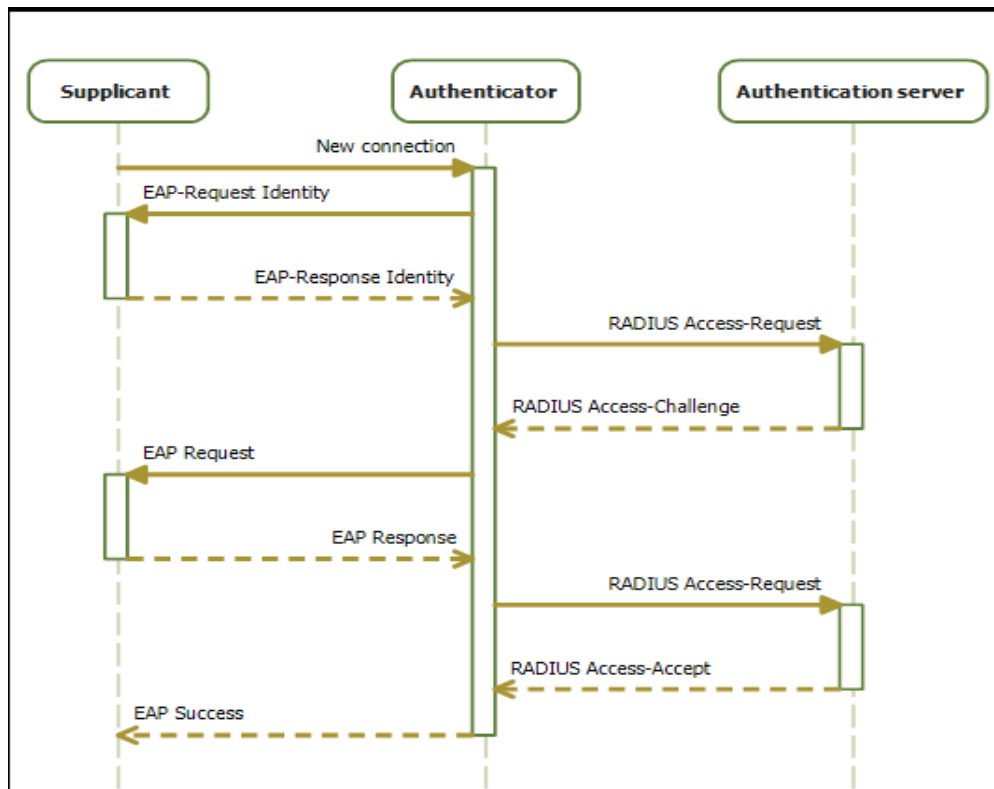 Supplicant
Authenticator
Authentication server
New connection
EAP-Request Identity
EAP-Response Identity
RADIUS Access-Request
RADIUS Access-Challenge
EAP Request
EAP Response
RADIUS Access-Request
RADIUS Access-Accept
EAP Success